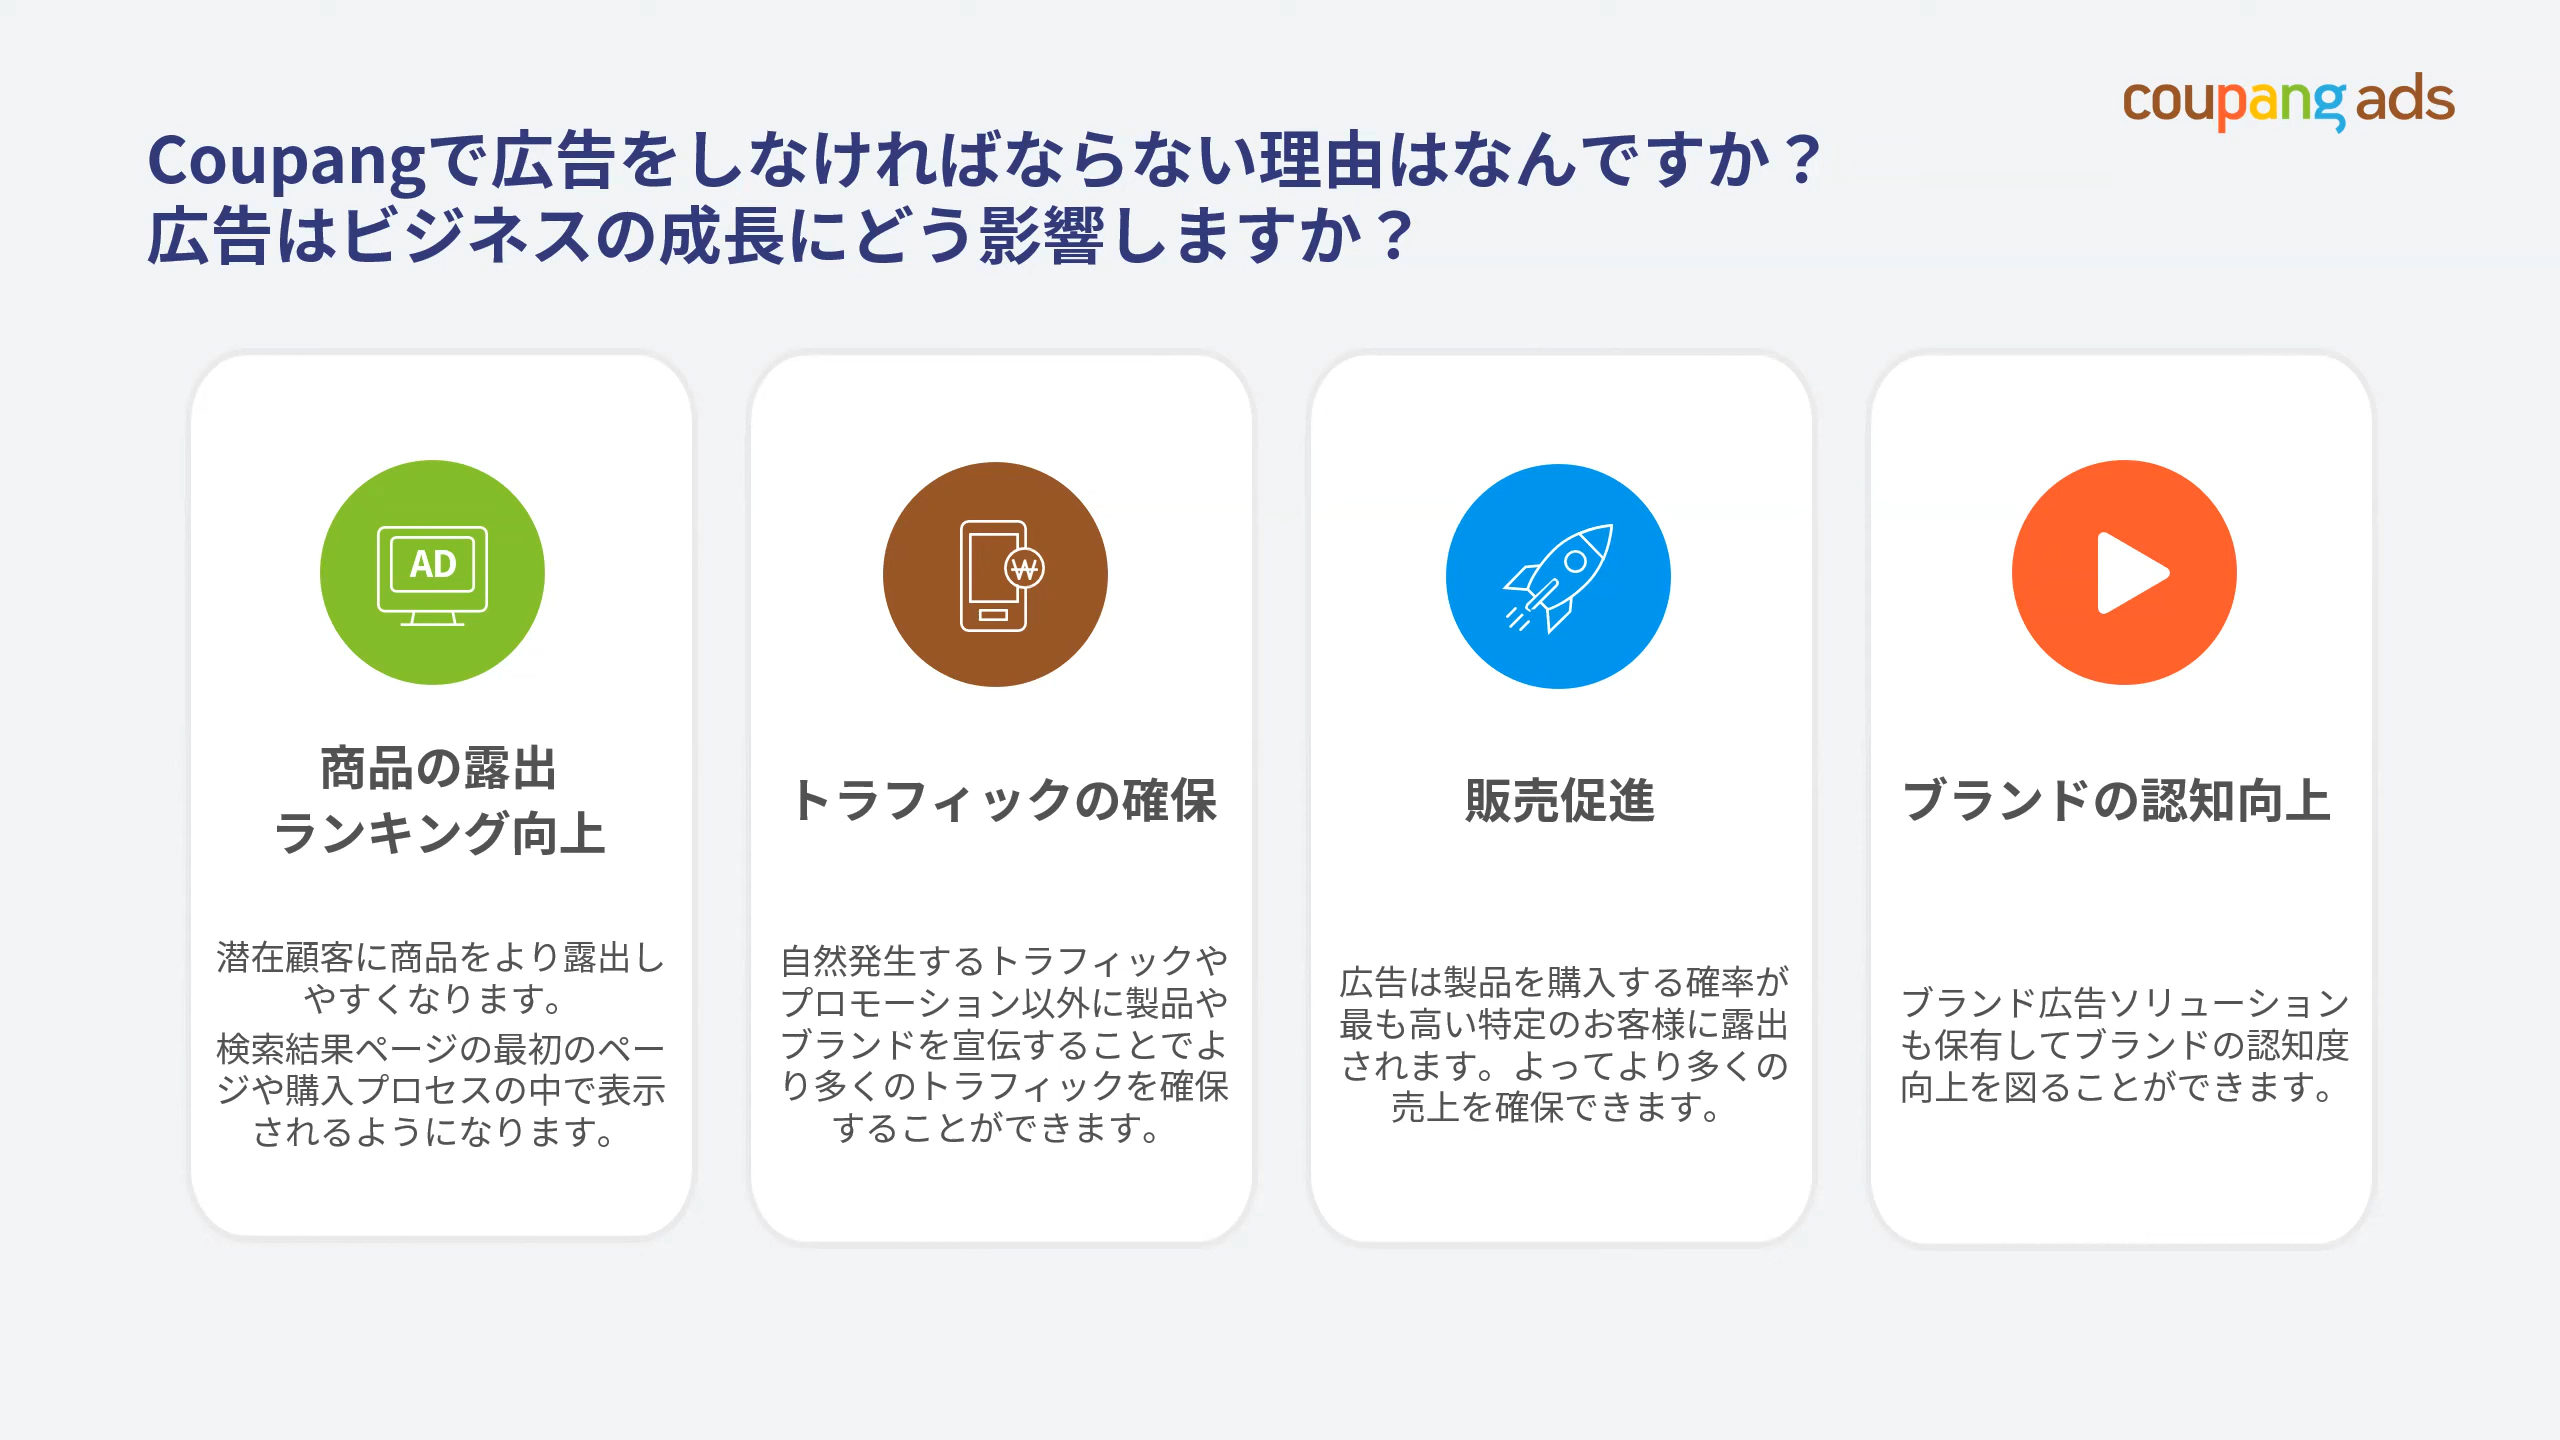 coupang ads
Coupangで広告をしなければならない理由はなんですか？
広告はビジネスの成長にどう影響しますか？
AD
商品の露出
ランキング向上
潜在顧客に商品をより露出し
やすくなります。
検索結果ページの最初のペー
ジや購入プロセスの中で表示
されるようになります。
₩
トラフィックの確保
自然発生するトラフィックや
プロモーション以外に製品や
ブランドを宣伝することでよ
り多くのトラフィックを確保
することができます。
販売促進
広告は製品を購入する確率が
最も高い特定のお客様に露出
されます。よってより多くの
売上を確保できます。
ブランドの認知向上
ブランド広告ソリューション
も保有してブランドの認知度
向上を図ることができます。